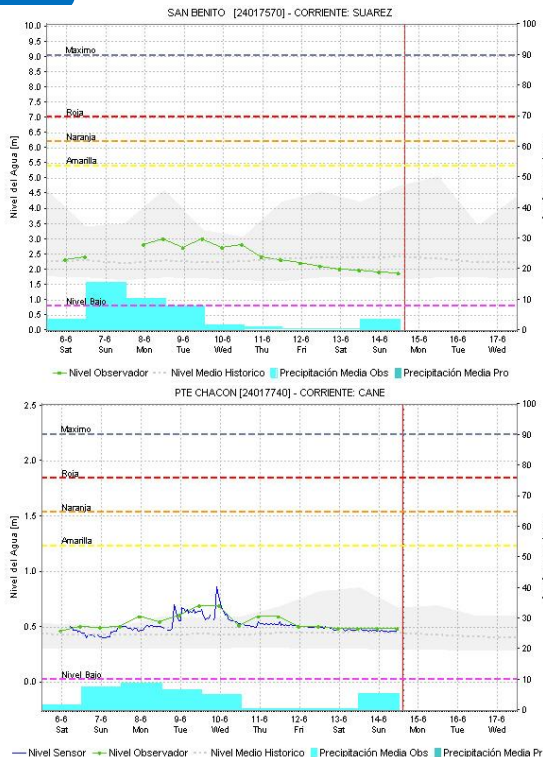 SAN BENITO [24017570] - CORRIENTE: SUAREZ
Nivel del Agua [m]
10.0
9.5
9.0
8.5
8.0
7.5
7.0
6.5
6.0
5.5
5.0
4.5
4.0
3.5
3.0
2.5
2.0
1.5
1.0
0.5
0.0
Maximo
Roja
Naranja
Amarilla
Nivel Bajo
100
90
80
70
60
50
40
30
20
10
0
6-6 7-6 8-6 9-6 10-6 11-6 12-6 13-6 14-6 15-6 16-6 17-6
Sat Sun Mon Tue Wed Thu Fri Sat Sun Mon Tue Wed
Nivel Observador Nivel Medio Historico Precipitación Media Obs Precipitación Media Pro
PTE CHACON [24017740] - CORRIENTE: CANE
Nivel del Agua [m]
2.5
2.0
1.5
1.0
0.5
0.0
Maximo
Roja
Naranja
Amarilla
Nivel Bajo
100
90
80
70
60
50
40
30
20
10
0
6-6 7-6 8-6 9-6 10-6 11-6 12-6 13-6 14-6 15-6 16-6 17-6
Sat Sun Mon Tue Wed Thu Fri Sat Sun Mon Tue Wed
Nivel Sensor Nivel Observador Nivel Medio Historico Precipitación Media Obs Precipitación Media Pr